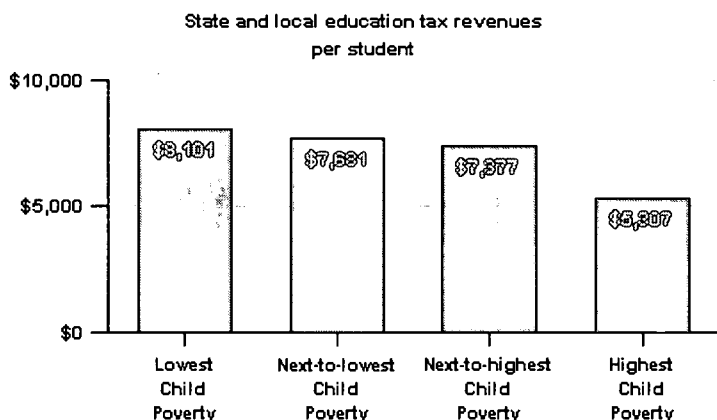 State and local education tax revenues
per student
$10,000
$8,101
$7,681
$7,377
$5,307
$5,000
$0
Lowest
Child
Poverty
Next-to-lowest
Child
Poverty
Next-to-highest
Child
Poverty
Highest
Child
Poverty